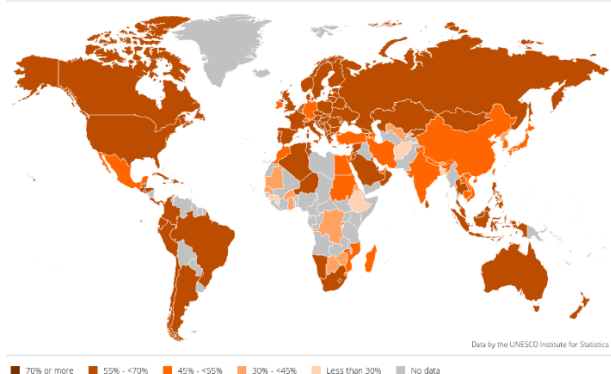 Data by the UNESCO Institute for Statistics
70% or more 55% - <70% 45% - <55% 30% - <45% Less than 30% No data